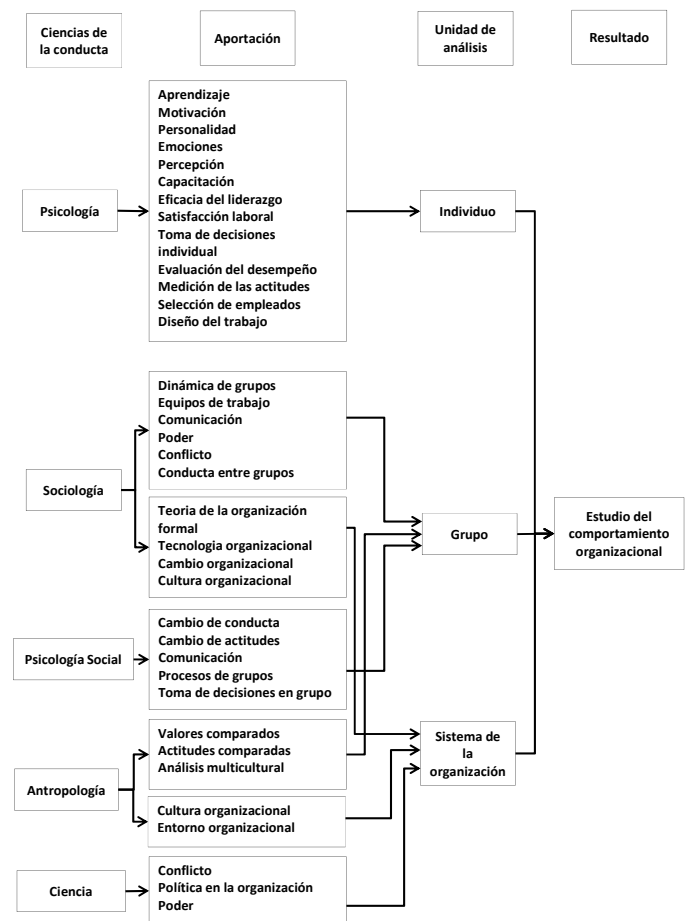 Ciencias de
la conducta
Aportación
Unidad de
análisis
Resultado
Psicología
Aprendizaje
Motivación
Personalidad
Emociones
Percepción
Capacitación
Eficacia del liderazgo
Satisfacción laboral
Toma de decisiones
individual
Evaluación del desempeño
Medición de las actitudes
Selección de empleados
Diseño del trabajo
Individuo
Sociología
Dinámica de grupos
Equipos de trabajo
Comunicación
Poder
Conflicto
Conducta entre grupos
Teoria de la organización
formal
Tecnologia organizacional
Cambio organizacional
Cultura organizacional
Grupo
Estudio del
comportamiento
organizacional
Psicología Social
Cambio de conducta
Cambio de actitudes
Comunicación
Procesos de grupos
Toma de decisiones en grupo
Antropología
Valores comparados
Actitudes comparadas
Análisis multicultural
Cultura organizacional
Entorno organizacional
Sistema de
la
organización
Ciencia
Conflicto
Política en la organización
Poder